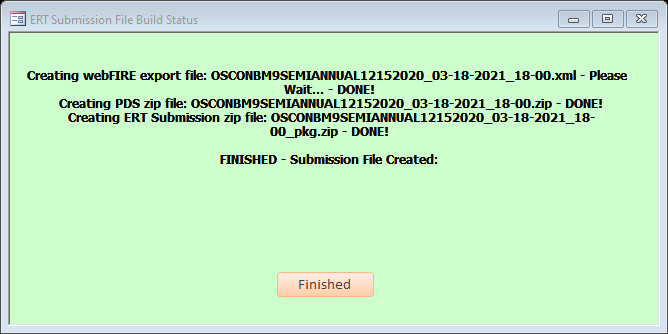 ERT Submission File Build Status
Creating webFIRE export file: OSCONBM9SEMIANNUAL12152020_03-18-2021_18-00.xml - Please
Wait... - DONE!
Creating PDS zip file: OSCONBM9SEMIANNUAL12152020_03-18-2021_18-00.zip - DONE!
Creating ERT Submission zip file: OSCONBM9SEMIANNUAL12152020_03-18-2021_18-
00_pkg.zip - DONE!
FINISHED - Submission File Created:
Finished